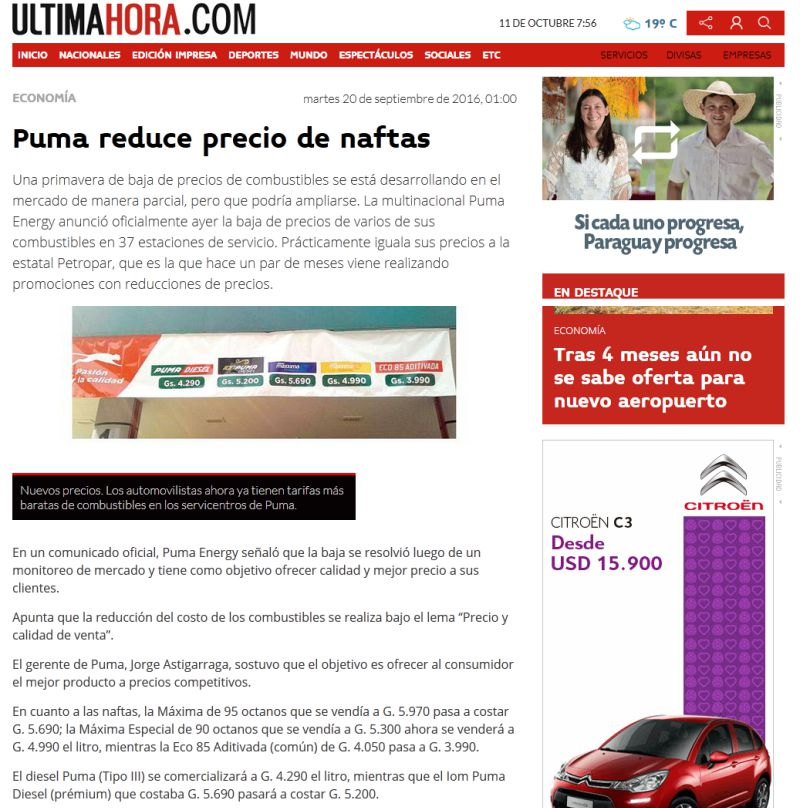 ULTIMAHORA.COM
11 DE OCTUBRE 7:56
19º C
INICIO NACIONALES EDICIÓN IMPRESA DEPORTES MUNDO ESPECTÁCULOS SOCIALES ETC
SERVICIOS DIVISAS EMPRESAS
ECONOMÍA
martes 20 de septiembre de 2016, 01:00
Puma reduce precio de naftas
Una primavera de baja de precios de combustibles se está desarrollando en el
mercado de manera parcial, pero que podría ampliarse. La multinacional Puma
Energy anunció oficialmente ayer la baja de precios de varios de sus
combustibles en 37 estaciones de servicio. Prácticamente iguala sus precios a la
estatal Petropar, que es la que hace un par de meses viene realizando
promociones con reducciones de precios.
Pasión
y la calidad
PUMA DIESEL
Gs. 4.290
Gs. 5.200
Gs. 5.690
Gs. 4.990
ECO 85 ADITIVADA
Gs. 3.990
Nuevos precios. Los automovilistas ahora ya tienen tarifas más
baratas de combustibles en los servicentros de Puma.
En un comunicado oficial, Puma Energy señaló que la baja se resolvió luego de un
monitoreo de mercado y tiene como objetivo ofrecer calidad y mejor precio a sus
clientes.
Apunta que la reducción del costo de los combustibles se realiza bajo el lema “Precio y
calidad de venta”.
El gerente de Puma, Jorge Astigarraga, sostuvo que el objetivo es ofrecer al consumidor
el mejor producto a precios competitivos.
En cuanto a las naftas, la Máxima de 95 octanos que se vendía a G. 5.970 pasa a costar
G. 5.690; la Máxima Especial de 90 octanos que se vendía a G. 5.300 ahora se venderá a
G. 4.990 el litro, mientras la Eco 85 Aditivada (común) de G. 4.050 pasa a G. 3.990.
El diesel Puma (Tipo III) se comercializará a G. 4.290 el litro, mientras que el Iom Puma
Diesel (prémium) que costaba G. 5.690 pasará a costar G. 5.200.
PUBLICIDAD
Si cada uno progresa,
Paraguay progresa
EN DESTAQUE
ECONOMÍA
Tras 4 meses aún no
se sabe oferta para
nuevo aeropuerto
PUBLICIDAD
CITROËN
CITROËN C3
Desde
USD 15.900